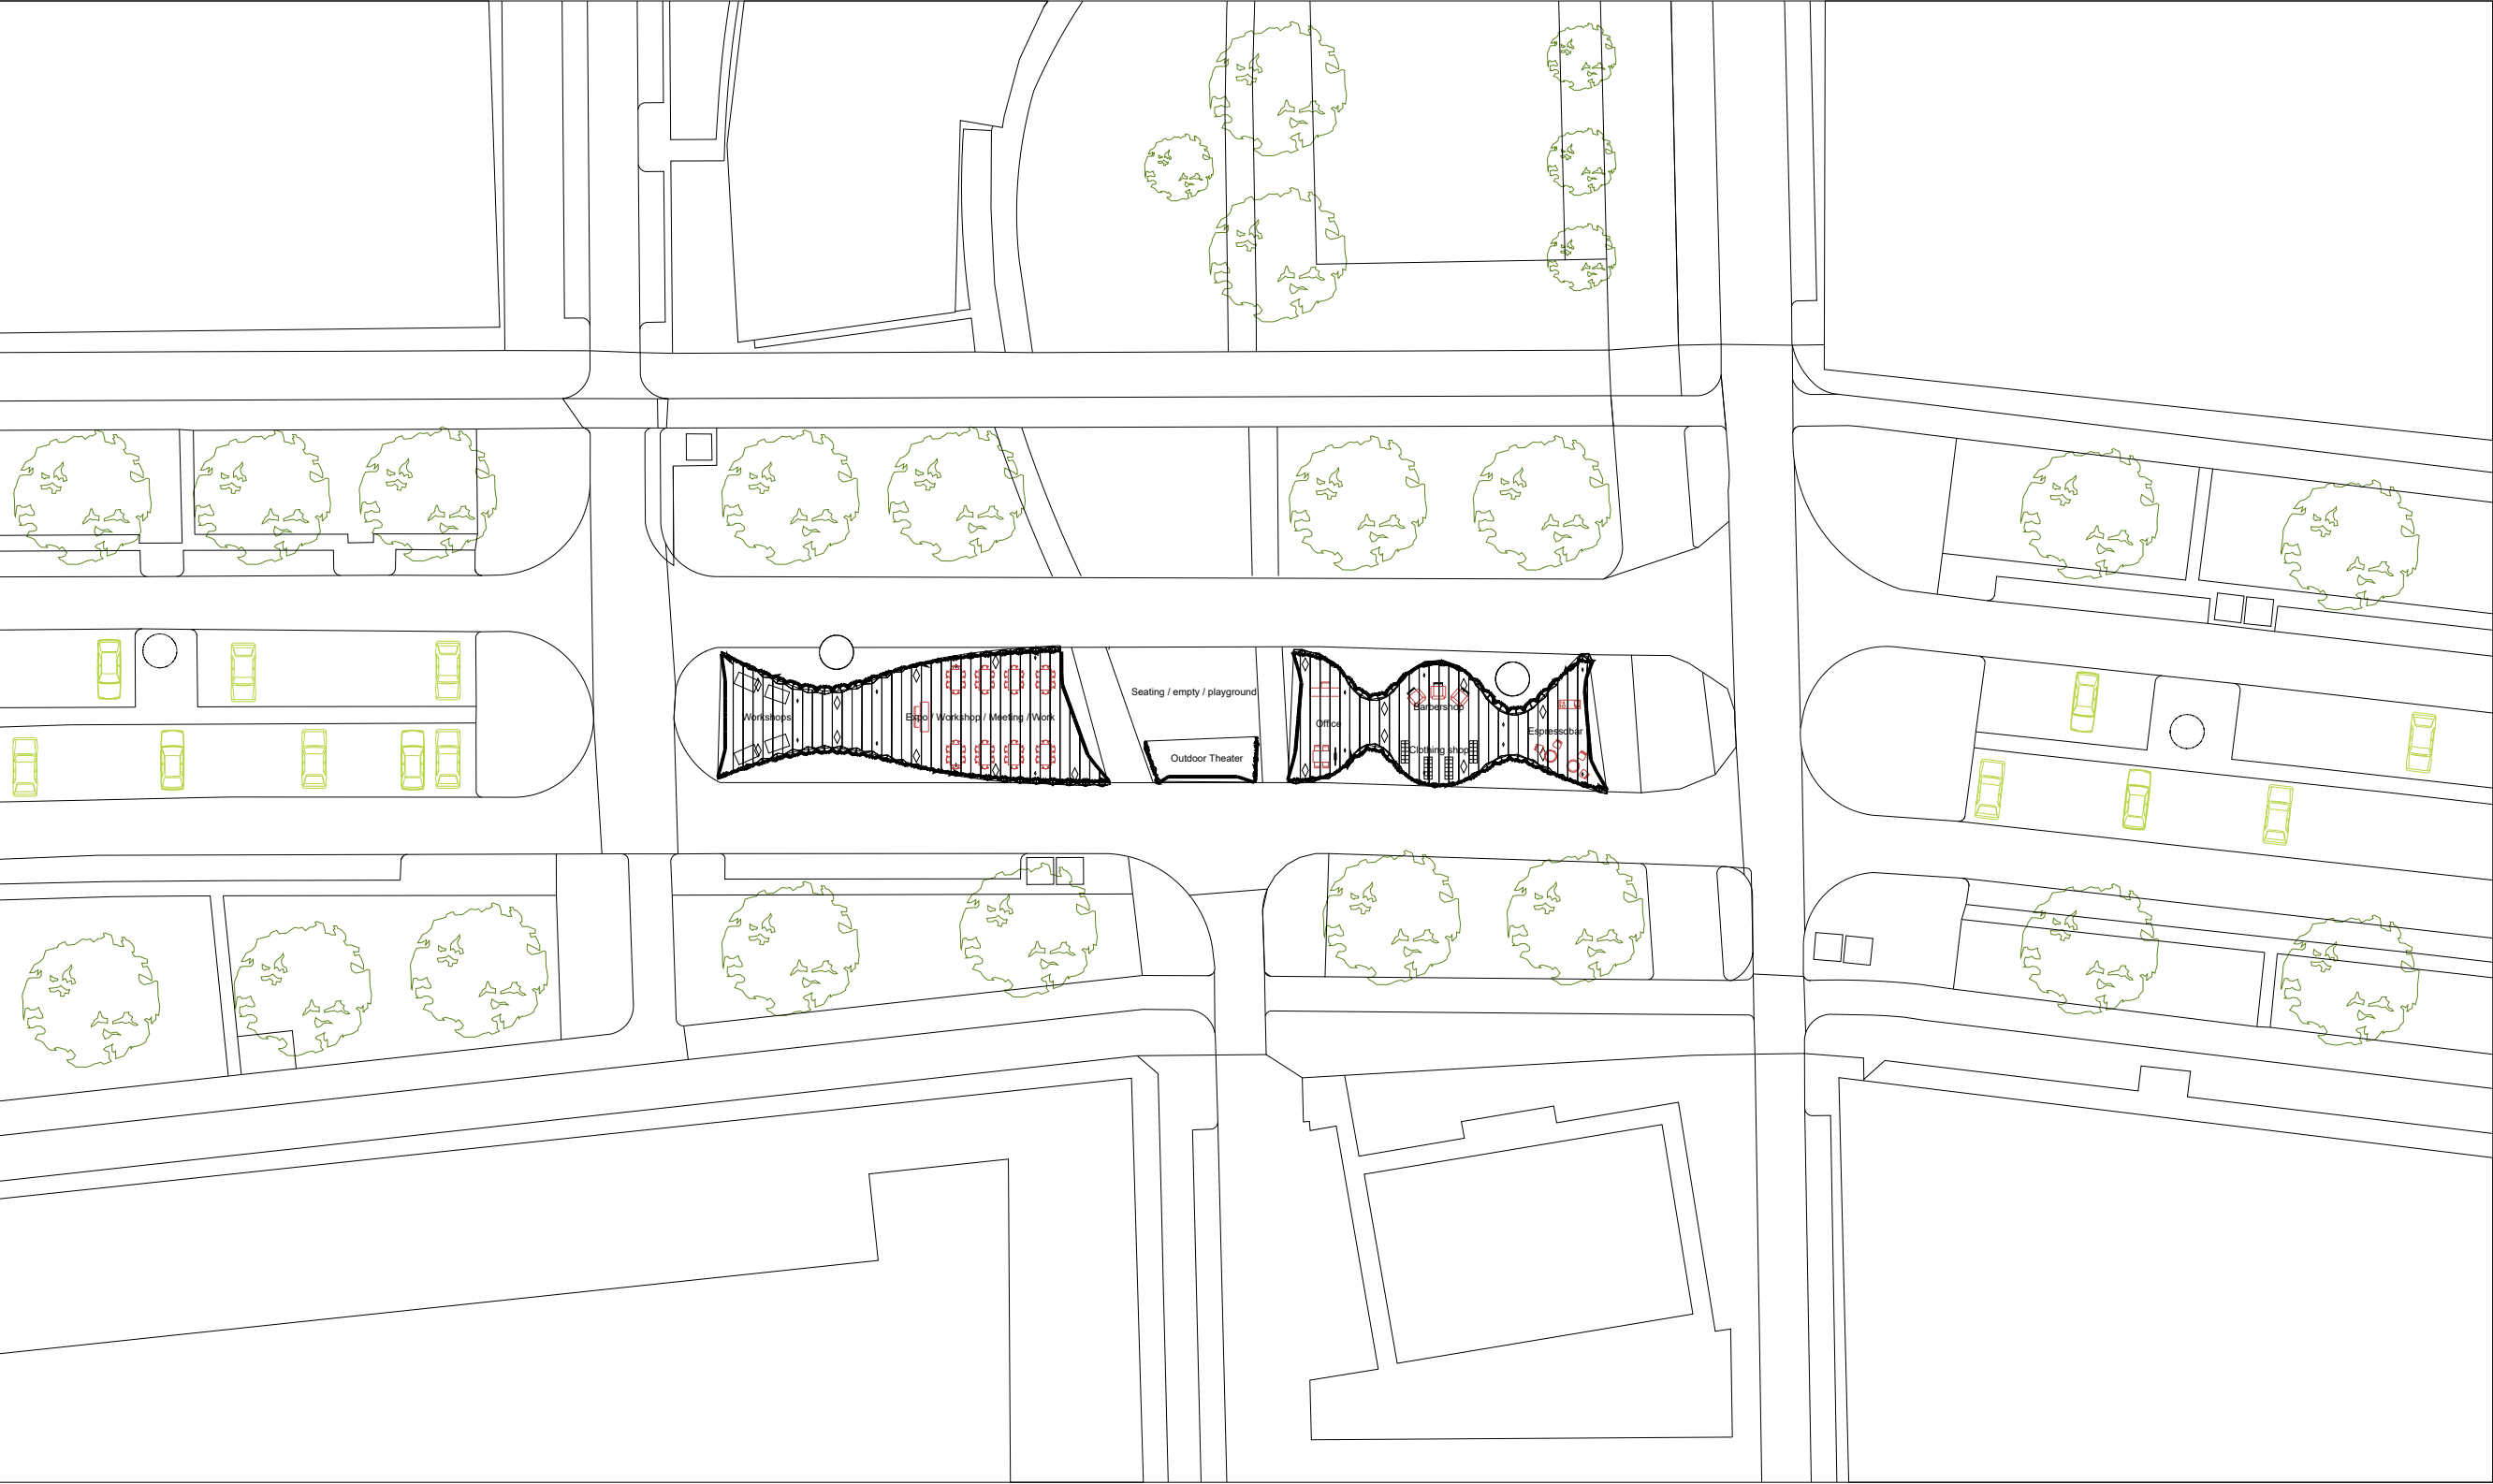 Workshops
Expo / Workshop / Meeting / Work
Seating / empty / playground
Outdoor Theater
Office
Barbershop
Clothing shop
Espressobar